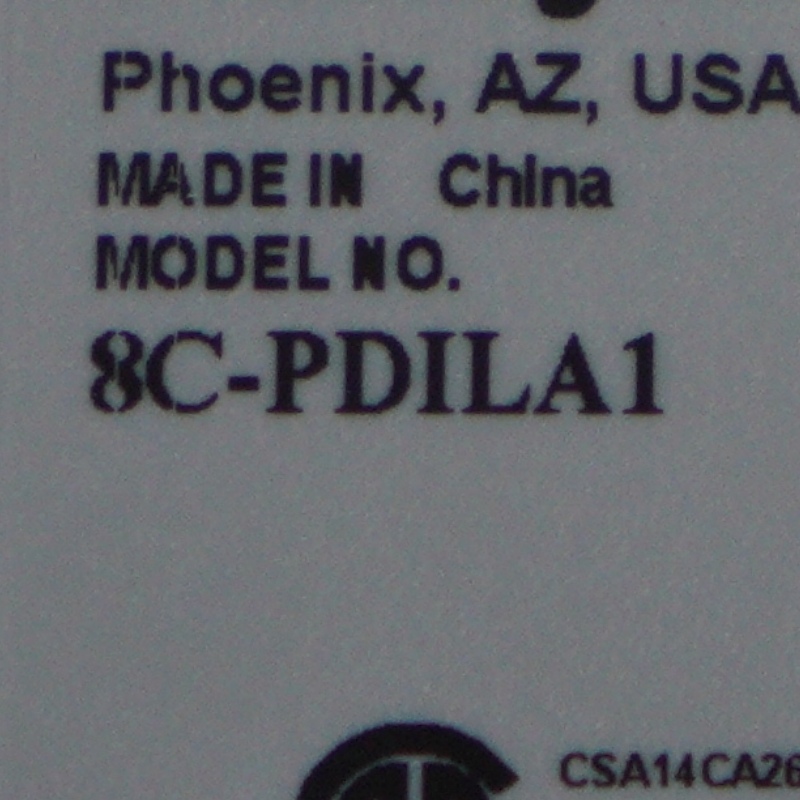 Phoenix, AZ, USA
MADE IN China
MODEL NO.
8C-PDILA1
CSA14CA26